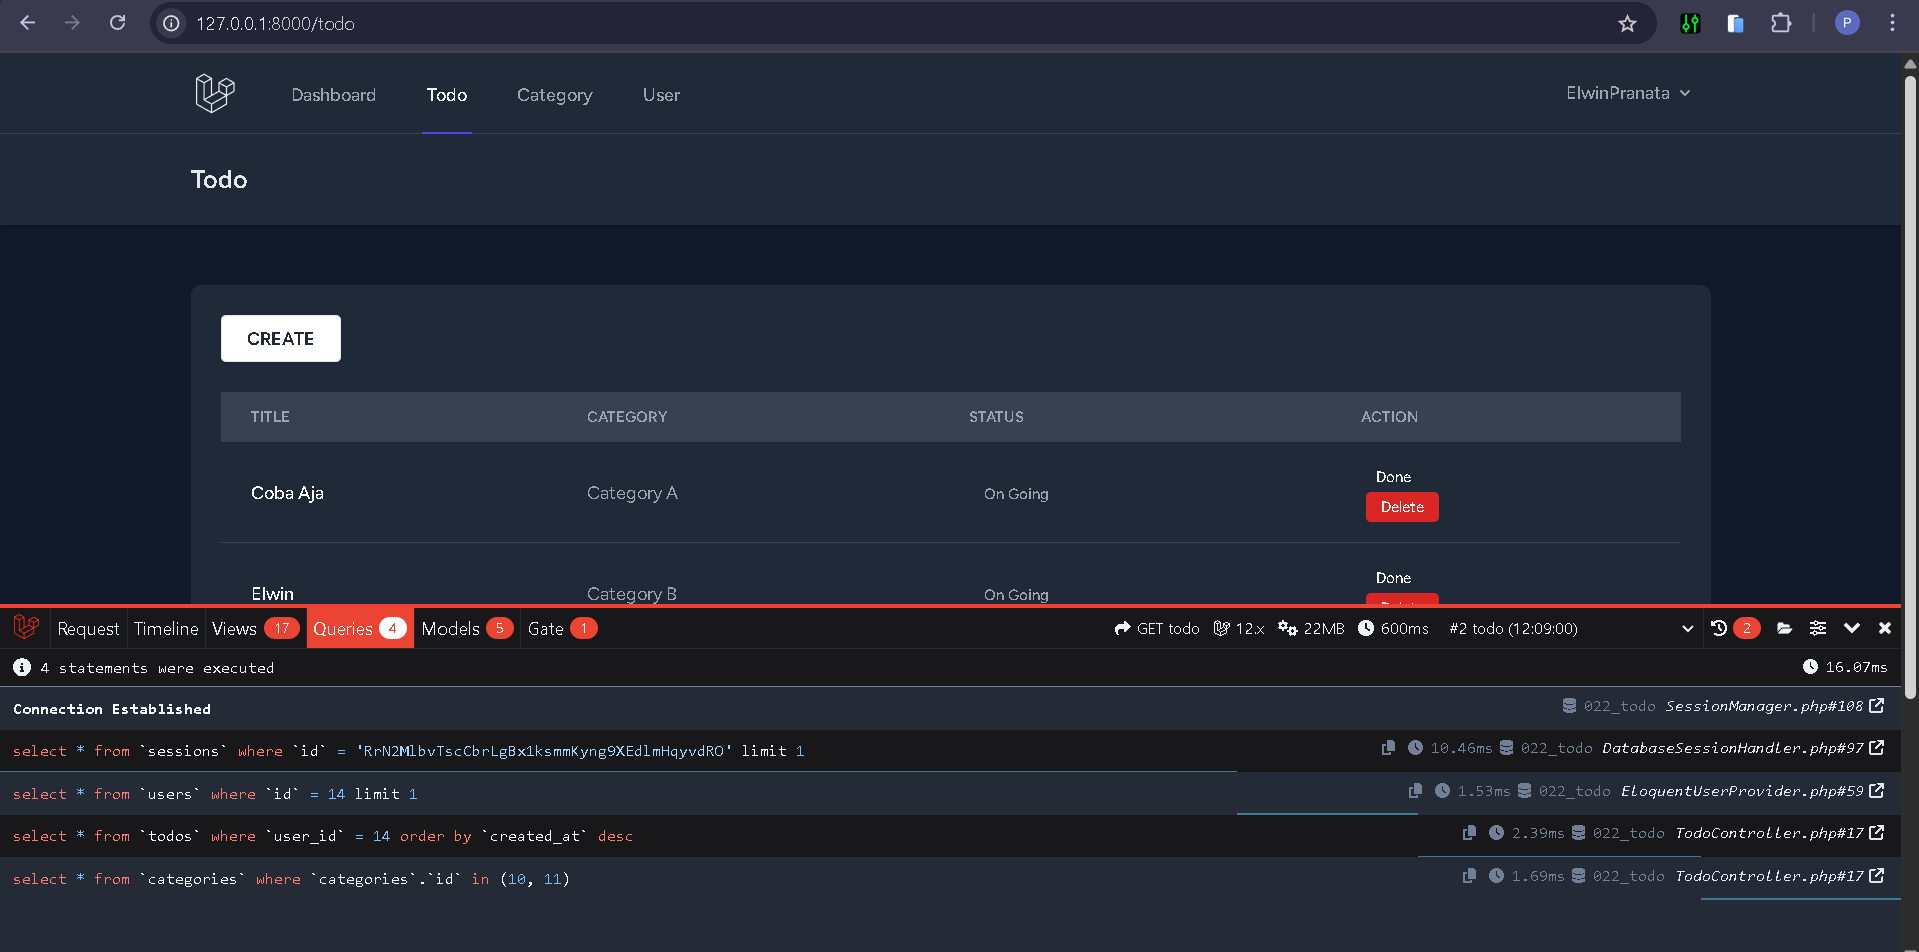 127.0.0.1:8000/todo
P
Dashboard Todo Category User ElwinPranata
Todo
CREATE
TITLE CATEGORY STATUS ACTION
Coba Aja Category A On Going Done
Delete
Elwin Category B On Going Done
Request Timeline Views 17 Queries 4 Models 5 Gate 1 GET todo 12.x 22MB 600ms #2 todo (12:09:00) 2
4 statements were executed 16.07ms
Connection Established 022_todo SessionManager.php#108
select * from `sessions` where `id` = 'RrN2MlbvTscCbrLgBx1ksmmKyng9XEdlmHqyvdRO' limit 1 10.46ms 022_todo DatabaseSessionHandler.php#97
select * from `users` where `id` = 14 limit 1 1.53ms 022_todo EloquentUserProvider.php#59
select * from `todos` where `user_id` = 14 order by `created_at` desc 2.39ms 022_todo TodoController.php#17
select * from `categories` where `categories`.`id` in (10, 11) 1.69ms 022_todo TodoController.php#17